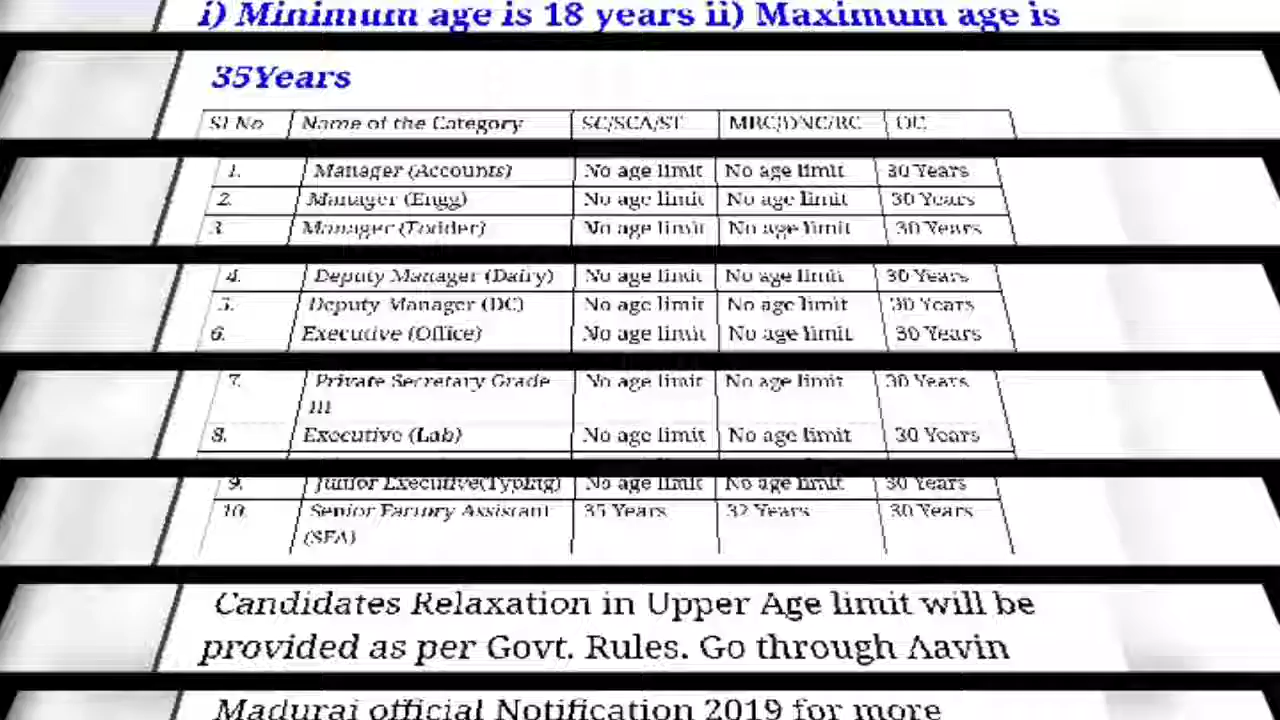 i) Minimum age is 18 years ii) Maximum age is
35Years
Sl No Name of the Category SC/SCA/ST MBC/DNC/BC OC
1. Manager (Accounts) No age limit No age limit 30 Years
2. Manager (Engg) No age limit No age limit 30 Years
3. Manager (Fodder) No age limit No age limit 30 Years
4. Deputy Manager (Dairy) No age limit No age limit 30 Years
5. Deputy Manager (DC) No age limit No age limit 30 Years
6. Executive (Office) No age limit No age limit 30 Years
7. Private Secretary Grade No age limit No age limit 30 Years
III
8. Executive (Lab) No age limit No age limit 30 Years
9. Junior Executive(Typing) No age limit No age limit 30 Years
10. Senior Factory Assistant 35 Years 32 Years 30 Years
(SFA)
Candidates Relaxation in Upper Age limit will be
provided as per Govt. Rules. Go through Aavin
Madurai official Notification 2019 for more